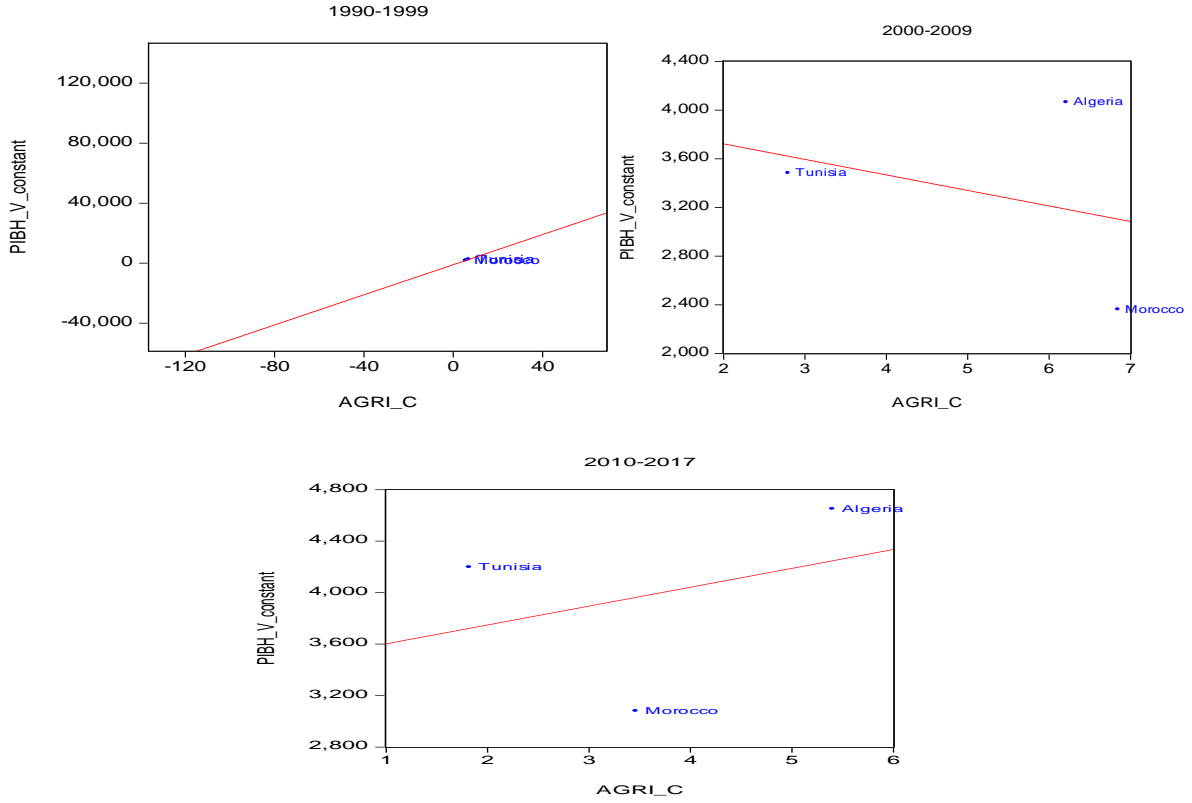 1990-1999
120,000
80,000
40,000
0
-40,000
-120 -80 -40 0 40
PIBH_V_constant
AGRI_C
Morocco
Tunisia
2000-2009
4,400
4,000
3,600
3,200
2,800
2,400
2,000
2 3 4 5 6 7
PIBH_V_constant
AGRI_C
Algeria
Tunisia
Morocco
2010-2017
4,800
4,400
4,000
3,600
3,200
2,800
1 2 3 4 5 6
PIBH_V_constant
AGRI_C
Algeria
Tunisia
Morocco